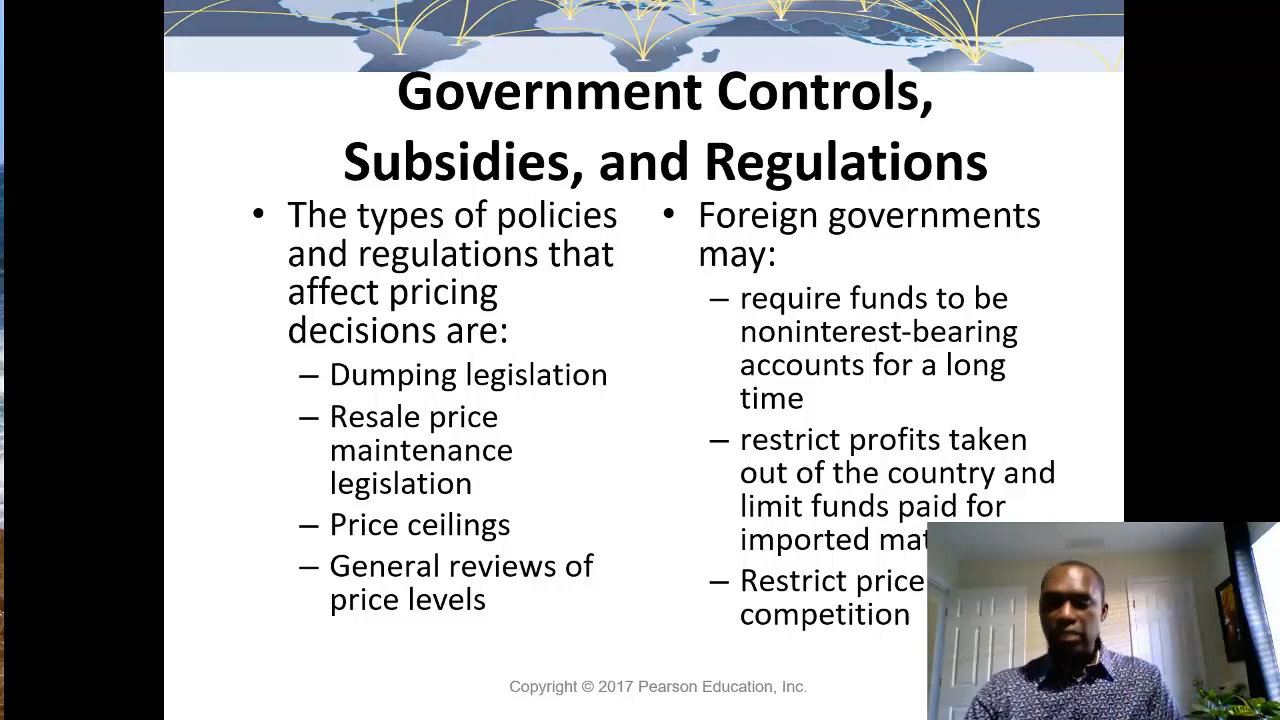 Government Controls,
Subsidies, and Regulations
• The types of policies
and regulations that
affect pricing
decisions are:
– Dumping legislation
– Resale price
maintenance
legislation
– Price ceilings
– General reviews of
price levels
• Foreign governments
may:
– require funds to be
noninterest-bearing
accounts for a long
time
– restrict profits taken
out of the country and
limit funds paid for
imported
– Restrict price
competition
Copyright © 2017 Pearson Education, Inc.